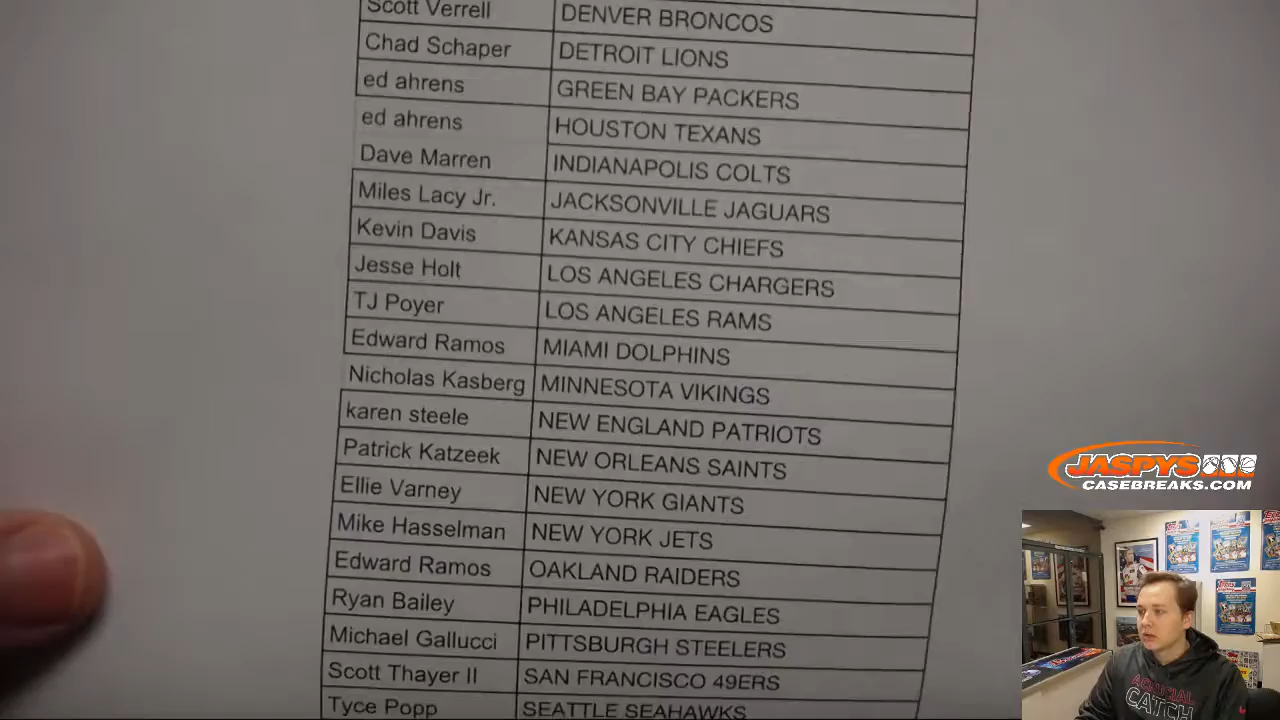 Scott Verrell DENVER BRONCOS
Chad Schaper DETROIT LIONS
ed ahrens GREEN BAY PACKERS
ed ahrens HOUSTON TEXANS
Dave Marren INDIANAPOLIS COLTS
Miles Lacy Jr. JACKSONVILLE JAGUARS
Kevin Davis KANSAS CITY CHIEFS
Jesse Holt LOS ANGELES CHARGERS
TJ Poyer LOS ANGELES RAMS
Edward Ramos MIAMI DOLPHINS
Nicholas Kasberg MINNESOTA VIKINGS
karen steele NEW ENGLAND PATRIOTS
Patrick Katzeek NEW ORLEANS SAINTS
Ellie Varney NEW YORK GIANTS
Mike Hasselman NEW YORK JETS
Edward Ramos OAKLAND RAIDERS
Ryan Bailey PHILADELPHIA EAGLES
Michael Gallucci PITTSBURGH STEELERS
Scott Thayer II SAN FRANCISCO 49ERS
Tyce Popp SEATTLE SEAHAWKS
JASPYS
CASEBREAKS.COM
CATCH